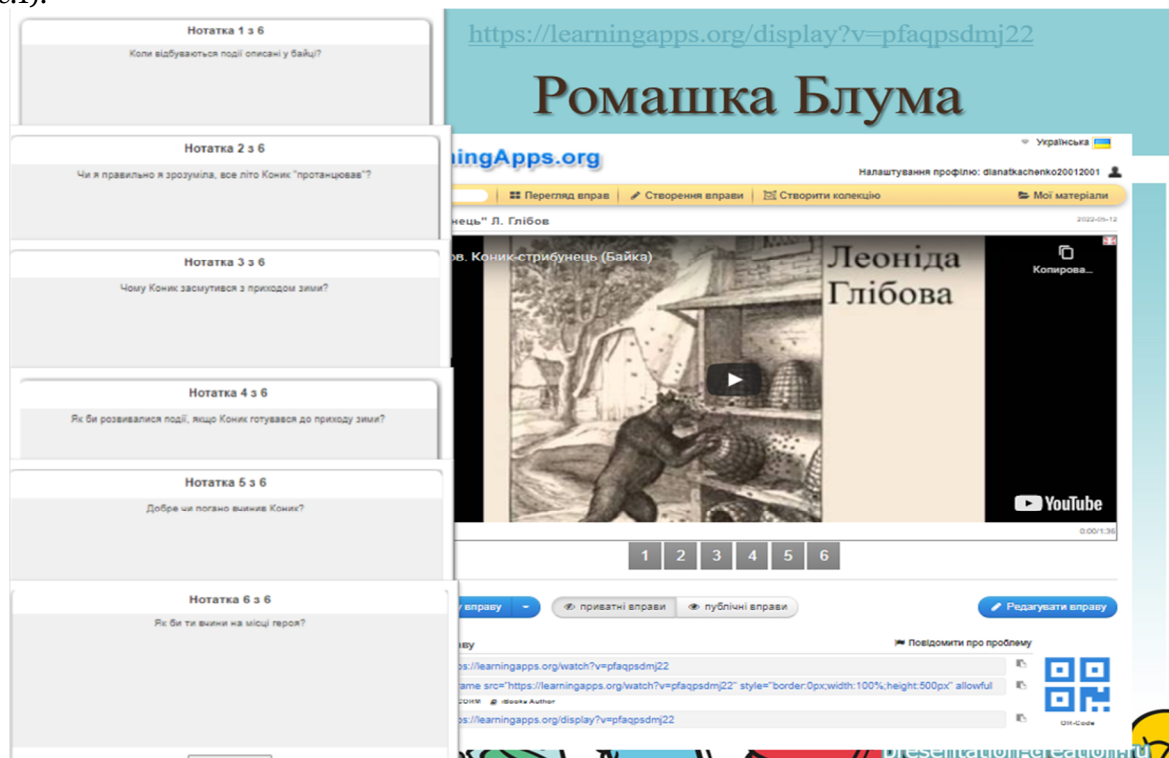 Нотатка 1 з 6
Коли відбуваються події описані у байці?
Нотатка 2 з 6
Чи я правильно я зрозуміла, все літо Коник "протанцював"?
Нотатка 3 з 6
Чому Коник засмутився з приходом зими?
Нотатка 4 з 6
Як би розвивалися події, якщо Коник готувався до приходу зими?
Нотатка 5 з 6
Добре чи погано вчинив Коник?
Нотатка 6 з 6
Як би ти вчини на місці героя?
https://learningapps.org/display?v=pfaqpsdmj22
Ромашка Блума
Українська
ingApps.org
Налаштування профілю: dianatkachenko20012001
Перегляд вправ
Створення вправи
Створити колекцію
Мої матеріали
нець" Л. Глібов
2022-05-12
ов. Коник-стрибунець (Байка)
Копирова...
Леоніда
Глібова
YouTube
0:00/1:36
1 2 3 4 5 6
у вправу
приватні вправи
публічні вправи
Редагувати вправу
аву
Повідомити про проблему
ps://learningapps.org/watch?v=pfaqpsdmj22
rame src="https://learningapps.org/watch?v=pfaqpsdmj22" style="border:0px;width:100%;height:500px" allowful
iBooks Author
ps://learningapps.org/display?v=pfaqpsdmj22
QR-Code
presentation-creation.ru